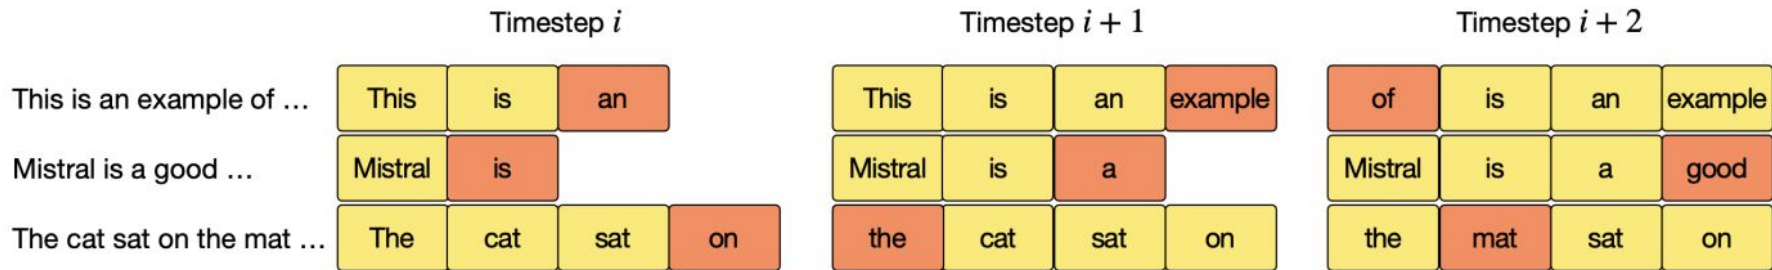 Timestep i Timestep i + 1 Timestep i + 2
This is an example of ... This is an This is an example of is an example
Mistral is a good ... Mistral is Mistral is a Mistral is a good
The cat sat on the mat ... The cat sat on the cat sat on the mat sat on